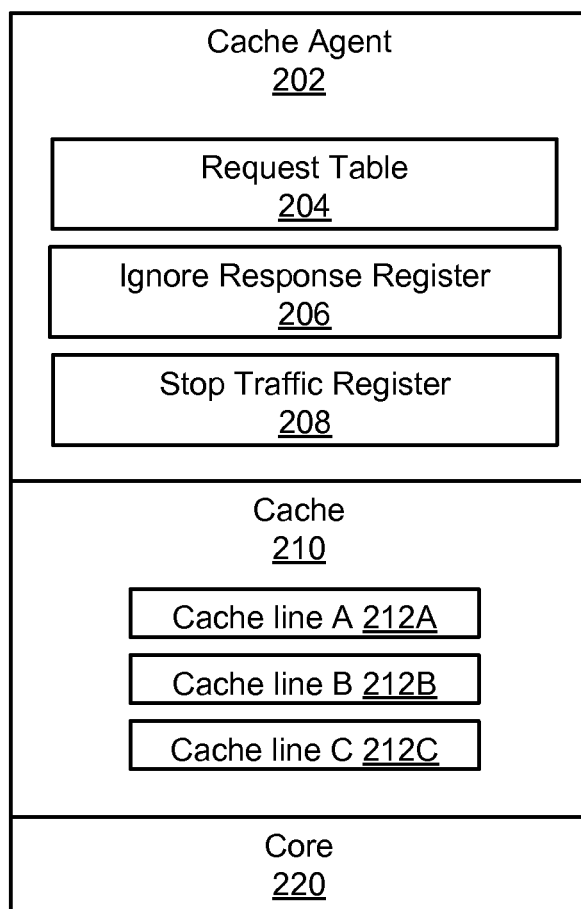 Cache Agent
202
Request Table
204
Ignore Response Register
206
Stop Traffic Register
208
Cache
210
Cache line A 212A
Cache line B 212B
Cache line C 212C
Core
220